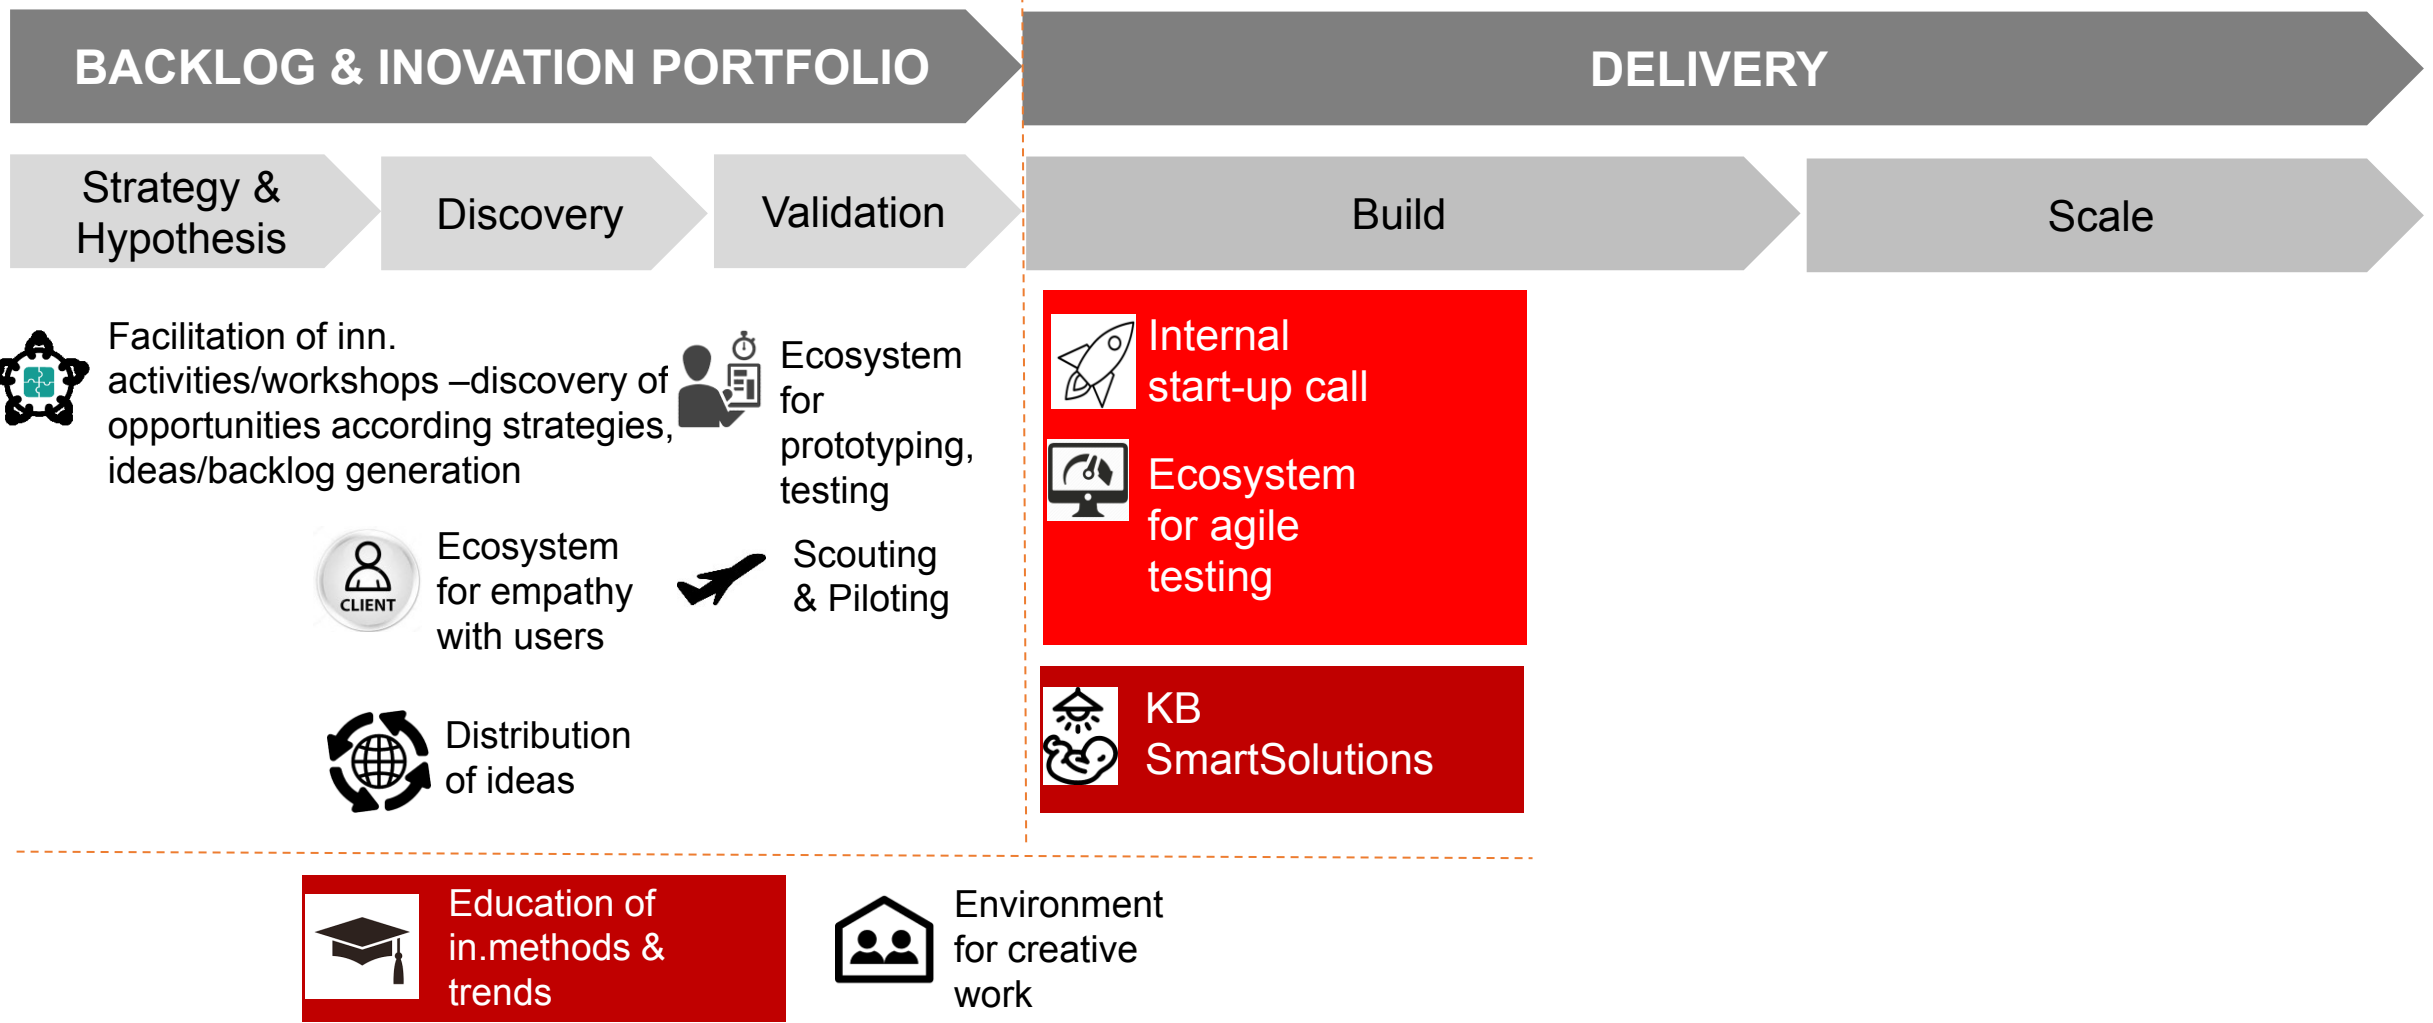 BACKLOG & INOVATION PORTFOLIO
DELIVERY
Strategy &
Hypothesis
Discovery
Validation
Build
Scale
Facilitation of inn.
activities/workshops –discovery of
opportunities according strategies,
ideas/backlog generation
Ecosystem
for
prototyping,
testing
Internal
start-up call
Ecosystem
for agile
testing
CLIENT
Ecosystem
for empathy
with users
Scouting
& Piloting
Distribution
of ideas
KB
SmartSolutions
Education of
in.methods &
trends
Environment
for creative
work